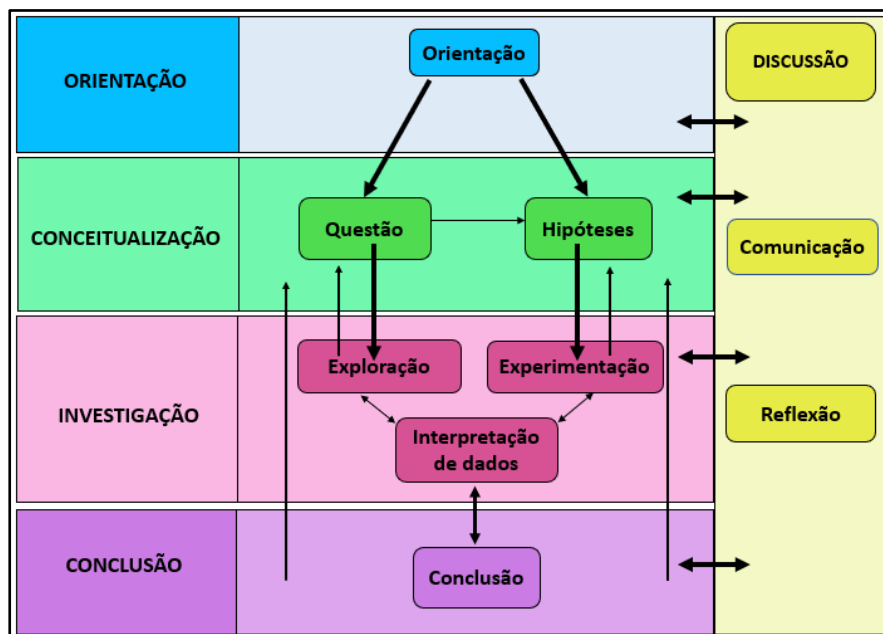 ORIENTAÇÃO
Orientação
DISCUSSÃO
CONCEITUALIZAÇÃO
Questão
Hipóteses
Comunicação
INVESTIGAÇÃO
Exploração
Experimentação
Interpretação
de dados
Reflexão
CONCLUSÃO
Conclusão